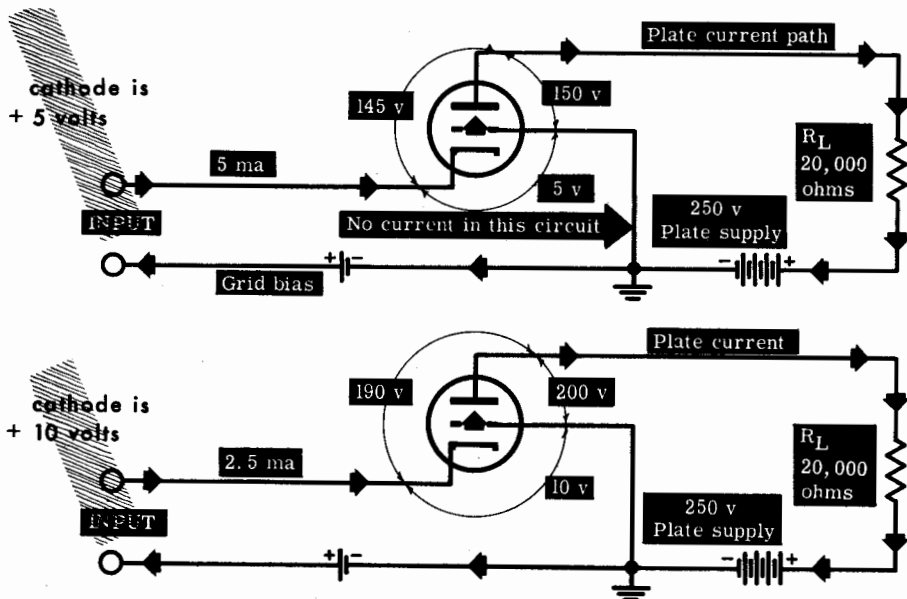 Plate current path
cathode is
+ 5 volts
145 v
150 v
5 ma
5 v
RL
20,000
ohms
INPUT
No current in this circuit
250 v
Plate supply
+ -
- +
Grid bias
Plate current
cathode is
+ 10 volts
190 v
200 v
2.5 ma
10 v
RL
20,000
ohms
INPUT
250 v
Plate supply
+ -
- +